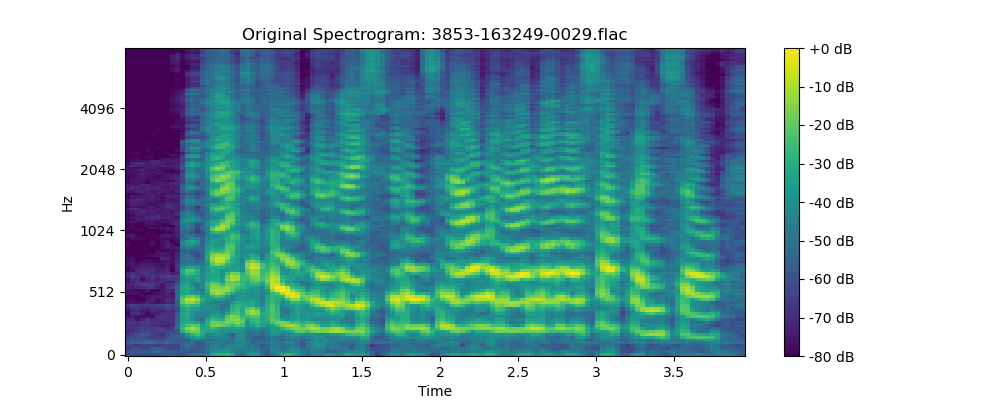 Original Spectrogram: 3853-163249-0029.flac
Hz
4096
2048
1024
512
0
0
0.5
1
1.5
2
2.5
3
3.5
Time
+0 dB
-10 dB
-20 dB
-30 dB
-40 dB
-50 dB
-60 dB
-70 dB
-80 dB